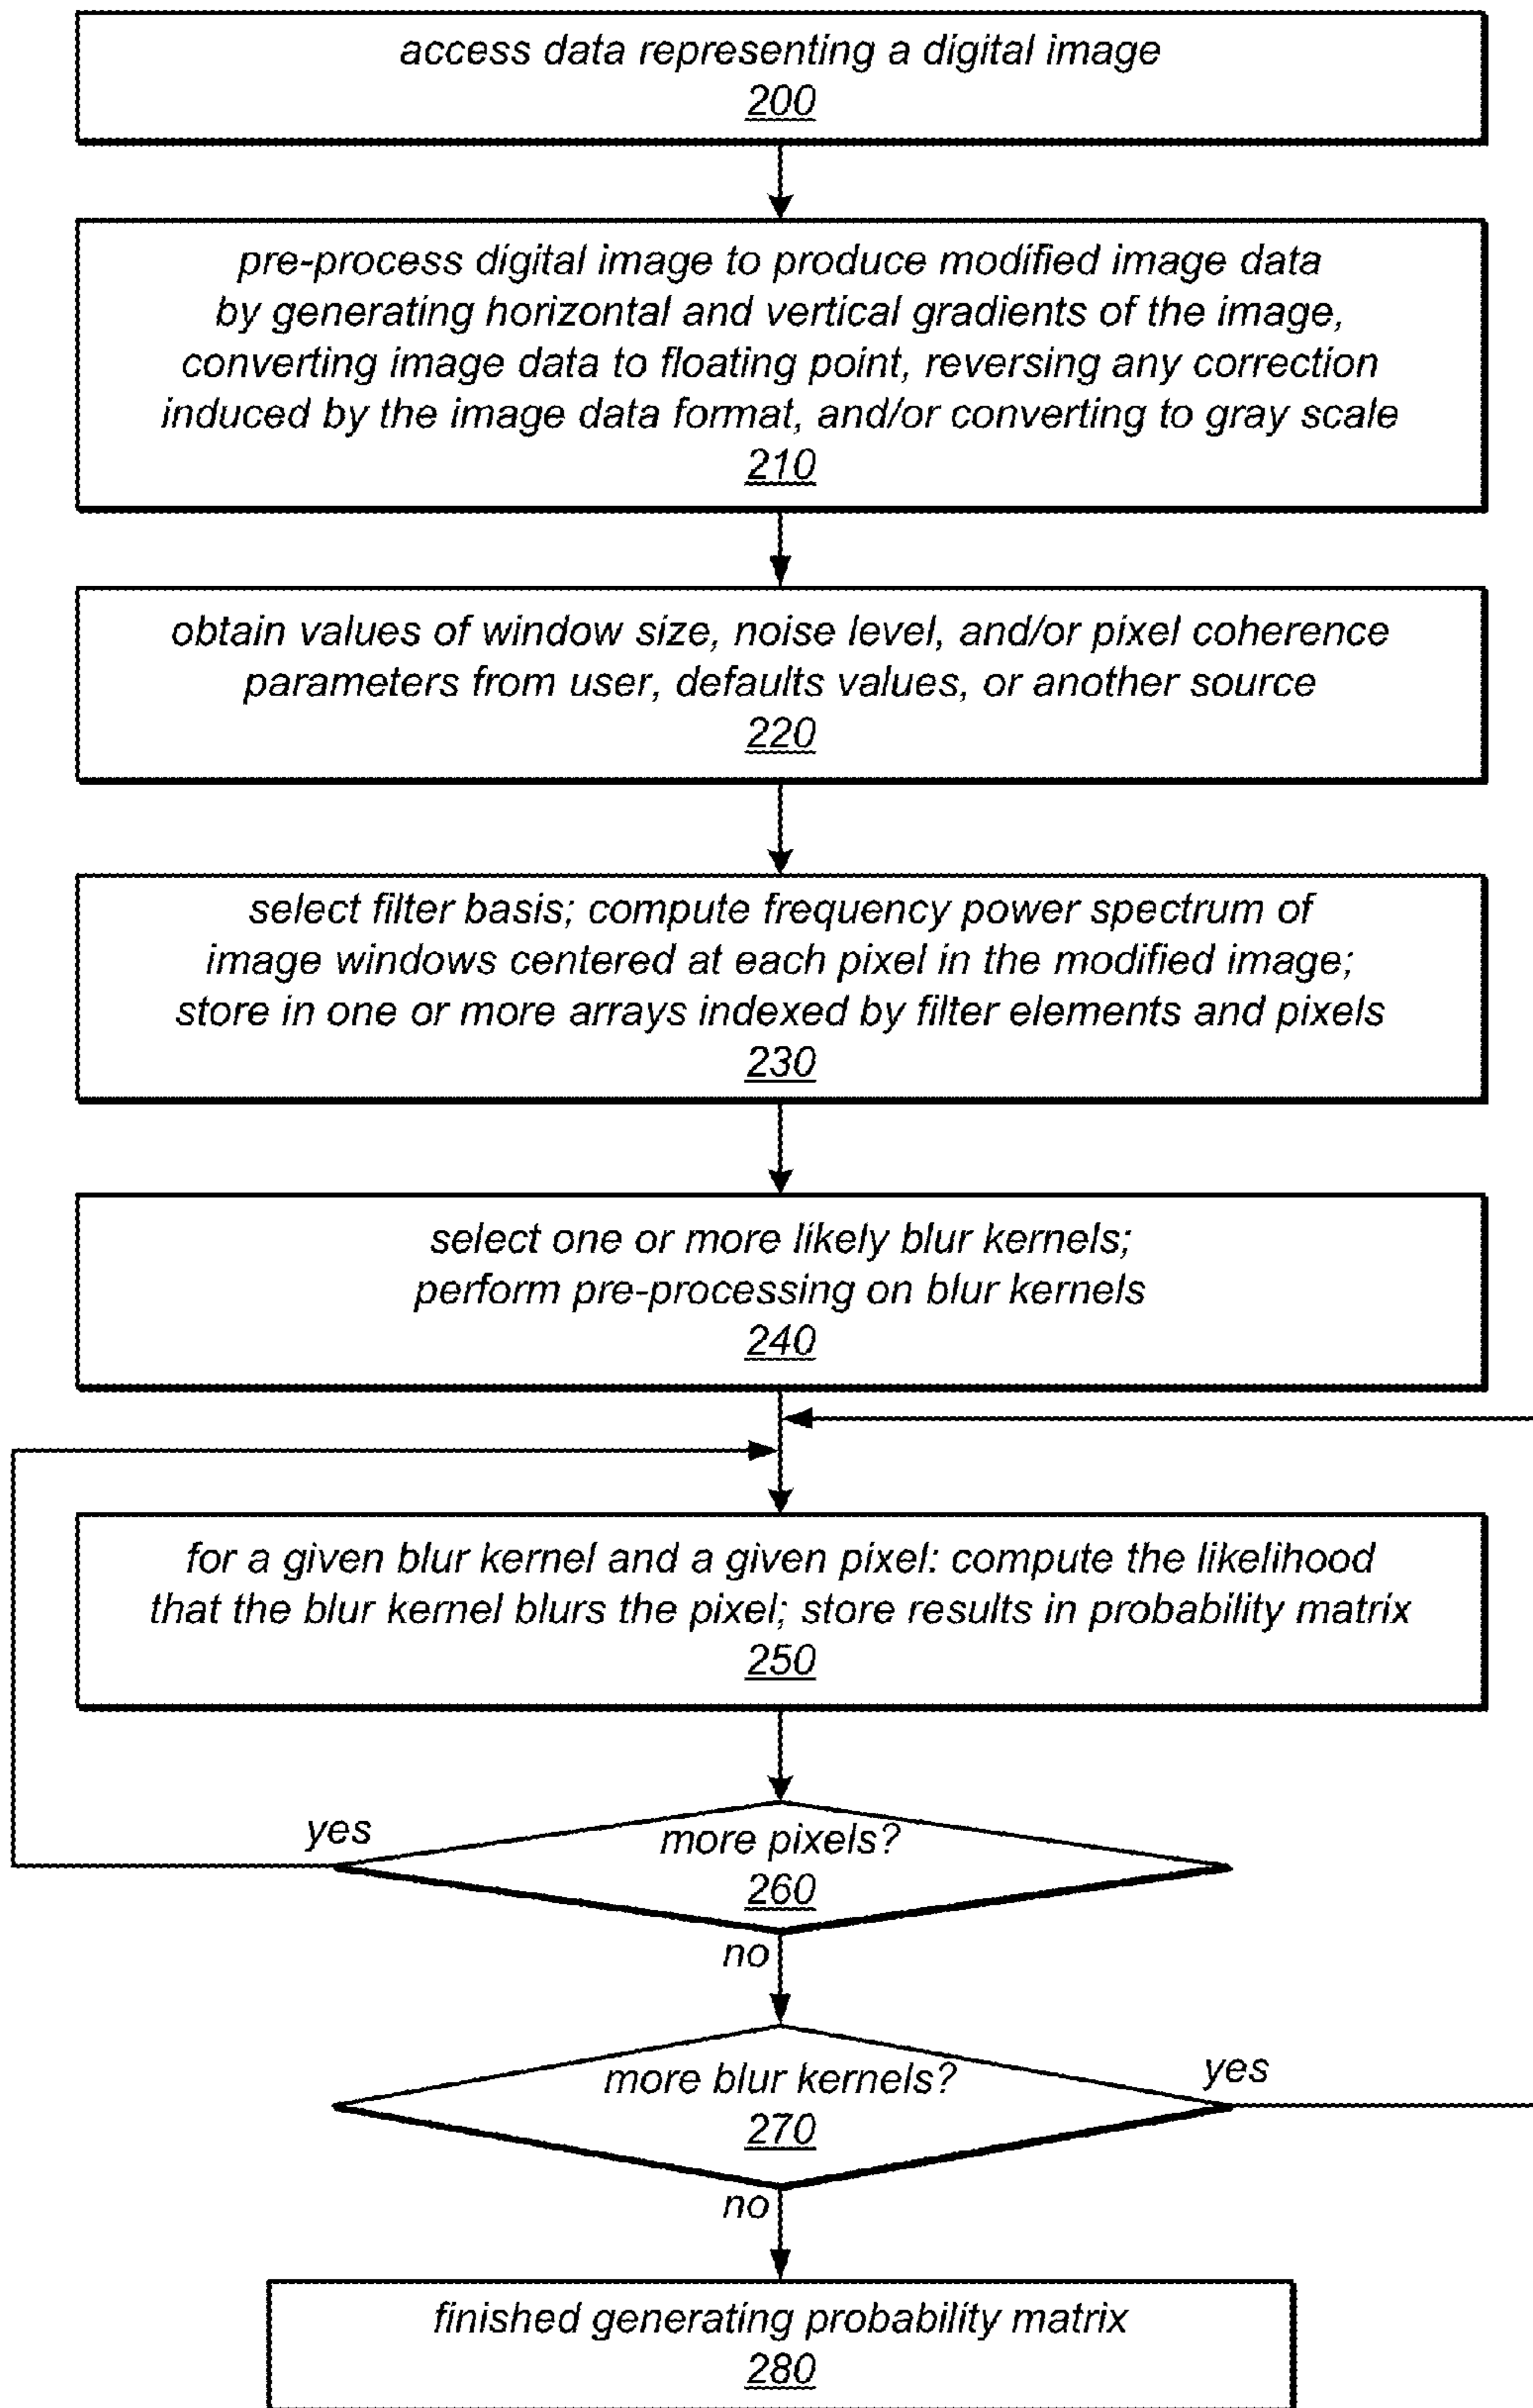 access data representing a digital image
200
pre-process digital image to produce modified image data
by generating horizontal and vertical gradients of the image,
converting image data to floating point, reversing any correction
induced by the image data format, and/or converting to gray scale
210
obtain values of window size, noise level, and/or pixel coherence
parameters from user, defaults values, or another source
220
select filter basis; compute frequency power spectrum of
image windows centered at each pixel in the modified image;
store in one or more arrays indexed by filter elements and pixels
230
select one or more likely blur kernels;
perform pre-processing on blur kernels
240
for a given blur kernel and a given pixel: compute the likelihood
that the blur kernel blurs the pixel; store results in probability matrix
250
yes
more pixels?
260
no
more blur kernels?
yes
270
no
finished generating probability matrix
280